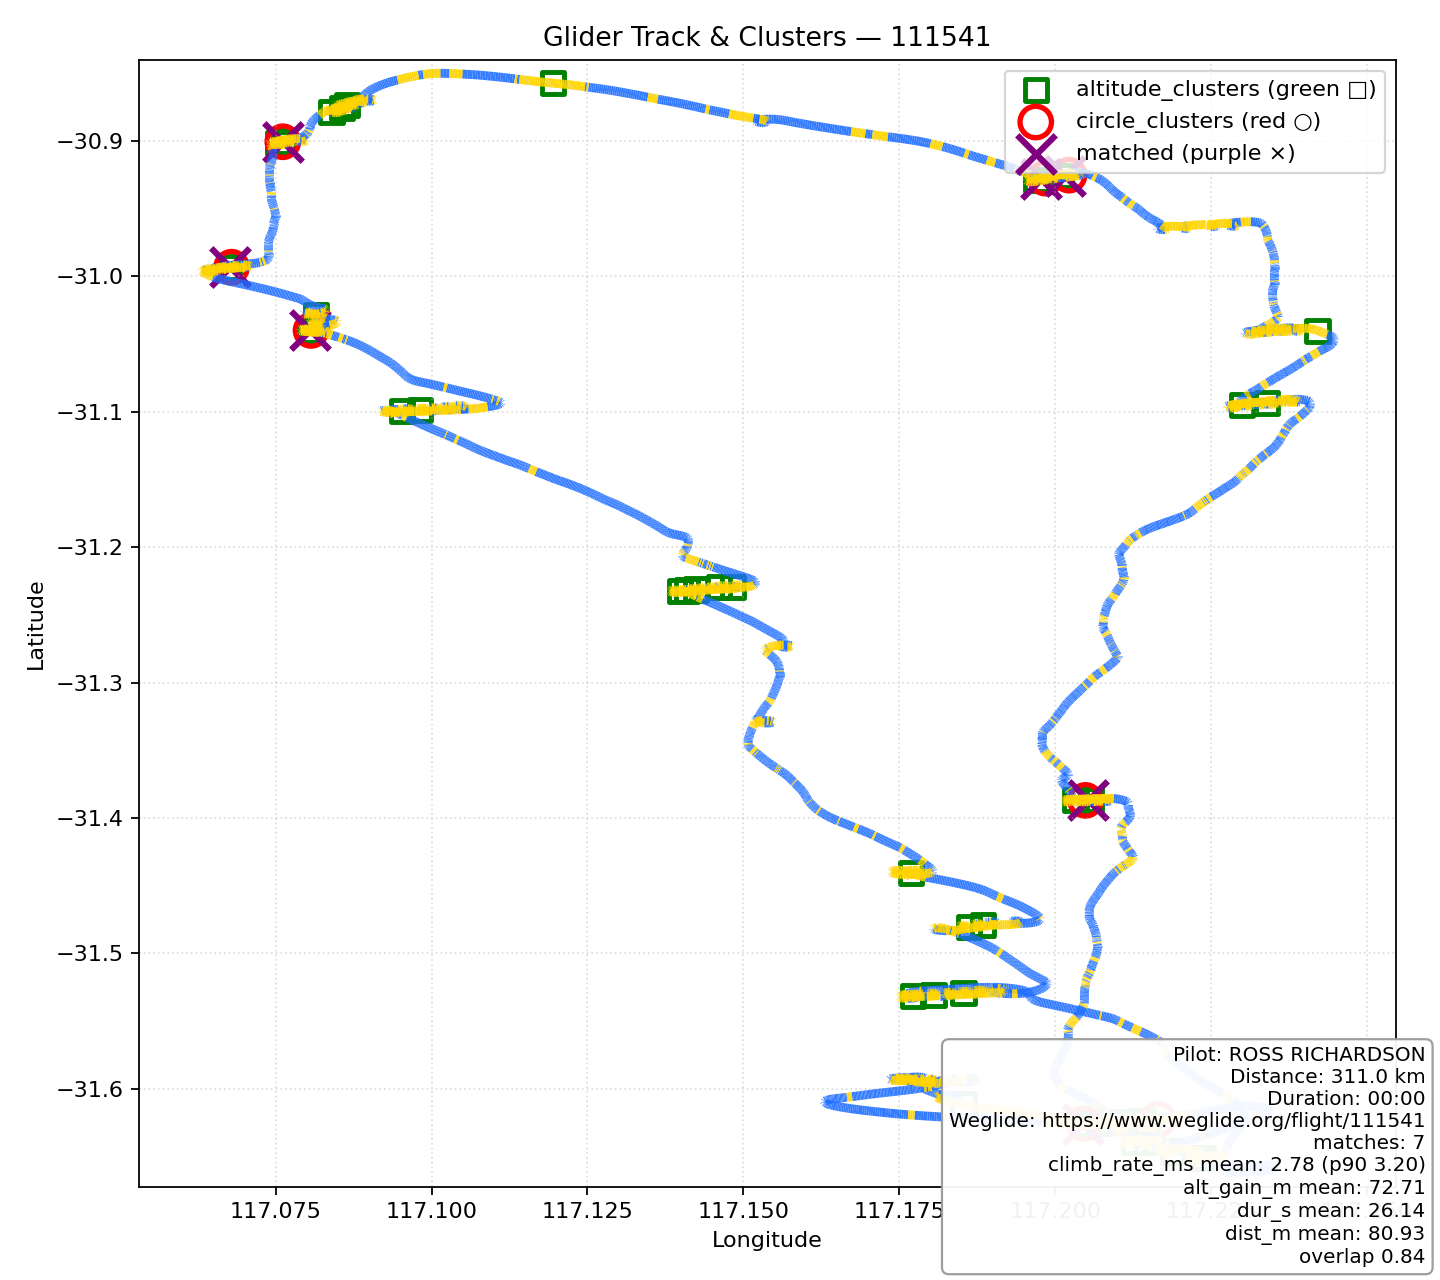 Glider Track & Clusters — 111541
altitude_clusters (green □)
circle_clusters (red ○)
matched (purple ×)
−30.9
−31.0
−31.1
−31.2
−31.3
−31.4
−31.5
−31.6
Latitude
117.075
117.100
117.125
117.150
117.175
117.200
Longitude
Pilot: ROSS RICHARDSON
Distance: 311.0 km
Duration: 00:00
Weglide: https://www.weglide.org/flight/111541
matches: 7
climb_rate_ms mean: 2.78 (p90 3.20)
alt_gain_m mean: 72.71
dur_s mean: 26.14
dist_m mean: 80.93
overlap 0.84